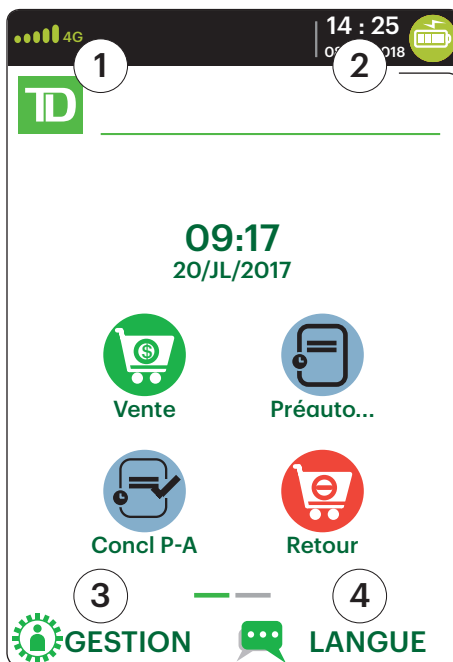 4G
14 : 25
1
2
TD
09:17
20/JL/2017
Vente
Préauto...
Concl P-A
Retour
3
4
GESTION
LANGUE